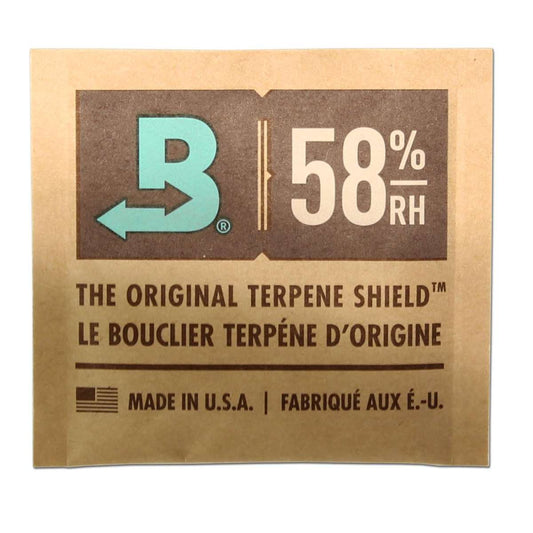 B®
58%
RH
THE ORIGINAL TERPENE SHIELD™
LE BOUCLIER TERPÉNE D'ORIGINE
MADE IN U.S.A. | FABRIQUÉ AUX É.-U.